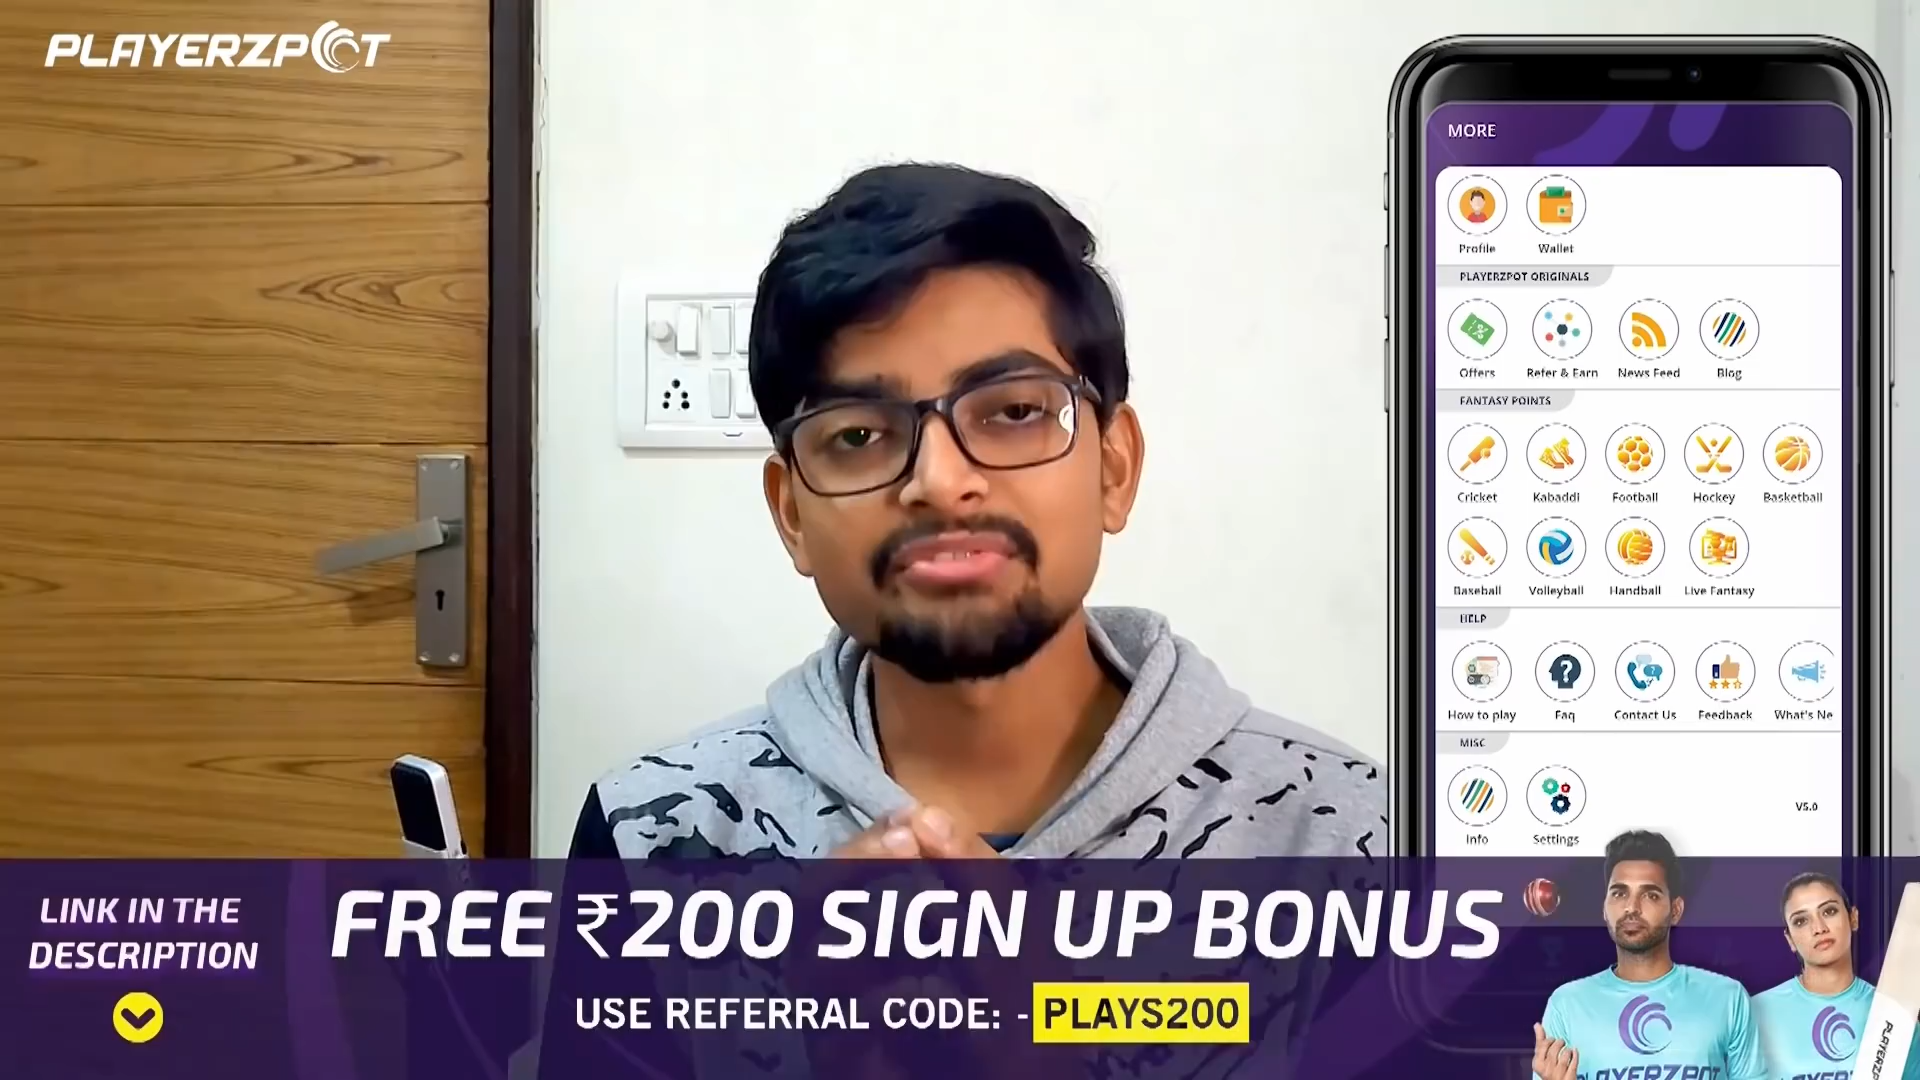 PLAYERZPOT
MORE
Profile Wallet
PLAYERZPOT ORIGINALS
Offers Refer & Earn News Feed Blog
FANTASY POINTS
Cricket Kabaddi Football Hockey Basketball
Baseball Volleyball Handball Live Fantasy
HELP
How to play Faq Contact Us Feedback What's Ne
MISC
V5.0
Info Settings
LINK IN THE
DESCRIPTION
FREE ₹200 SIGN UP BONUS
USE REFERRAL CODE: - PLAYS200
PLAYERZPOT